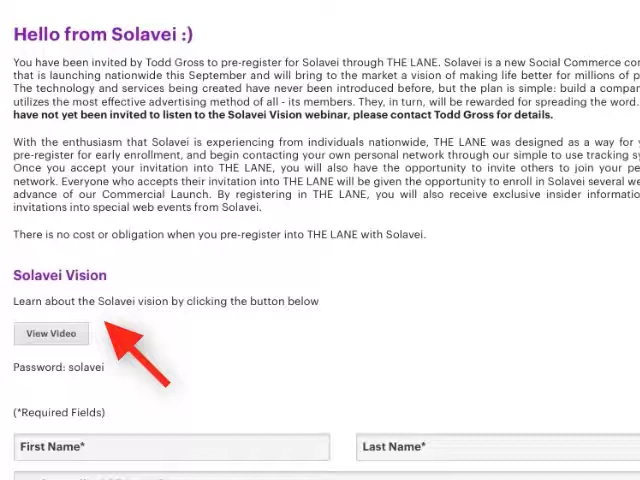 Hello from Solavei :)
You have been invited by Todd Gross to pre-register for Solavei through THE LANE. Solavei is a new Social Commerce
that is launching nationwide this September and will bring to the market a vision of making life better for millions of
The technology and services being created have never been introduced before, but the plan is simple: build a
utilizes the most effective advertising method of all - its members. They, in turn, will be rewarded for spreading the word.
have not yet been invited to listen to the Solavei Vision webinar, please contact Todd Gross for details.
With the enthusiasm that Solavei is experiencing from individuals nationwide, THE LANE was designed as a way for
pre-register for early enrollment, and begin contacting your own personal network through our simple to use tracking
Once you accept your invitation into THE LANE, you will also have the opportunity to invite others to join your
network. Everyone who accepts their invitation into THE LANE will be given the opportunity to enroll in Solavei several
advance of our Commercial Launch. By registering in THE LANE, you will also receive exclusive insider
invitations into special web events from Solavei.
There is no cost or obligation when you pre-register into THE LANE with Solavei.
Solavei Vision
Learn about the Solavei vision by clicking the button below
View Video
Password: solavei
(*Required Fields)
First Name*
Last Name*